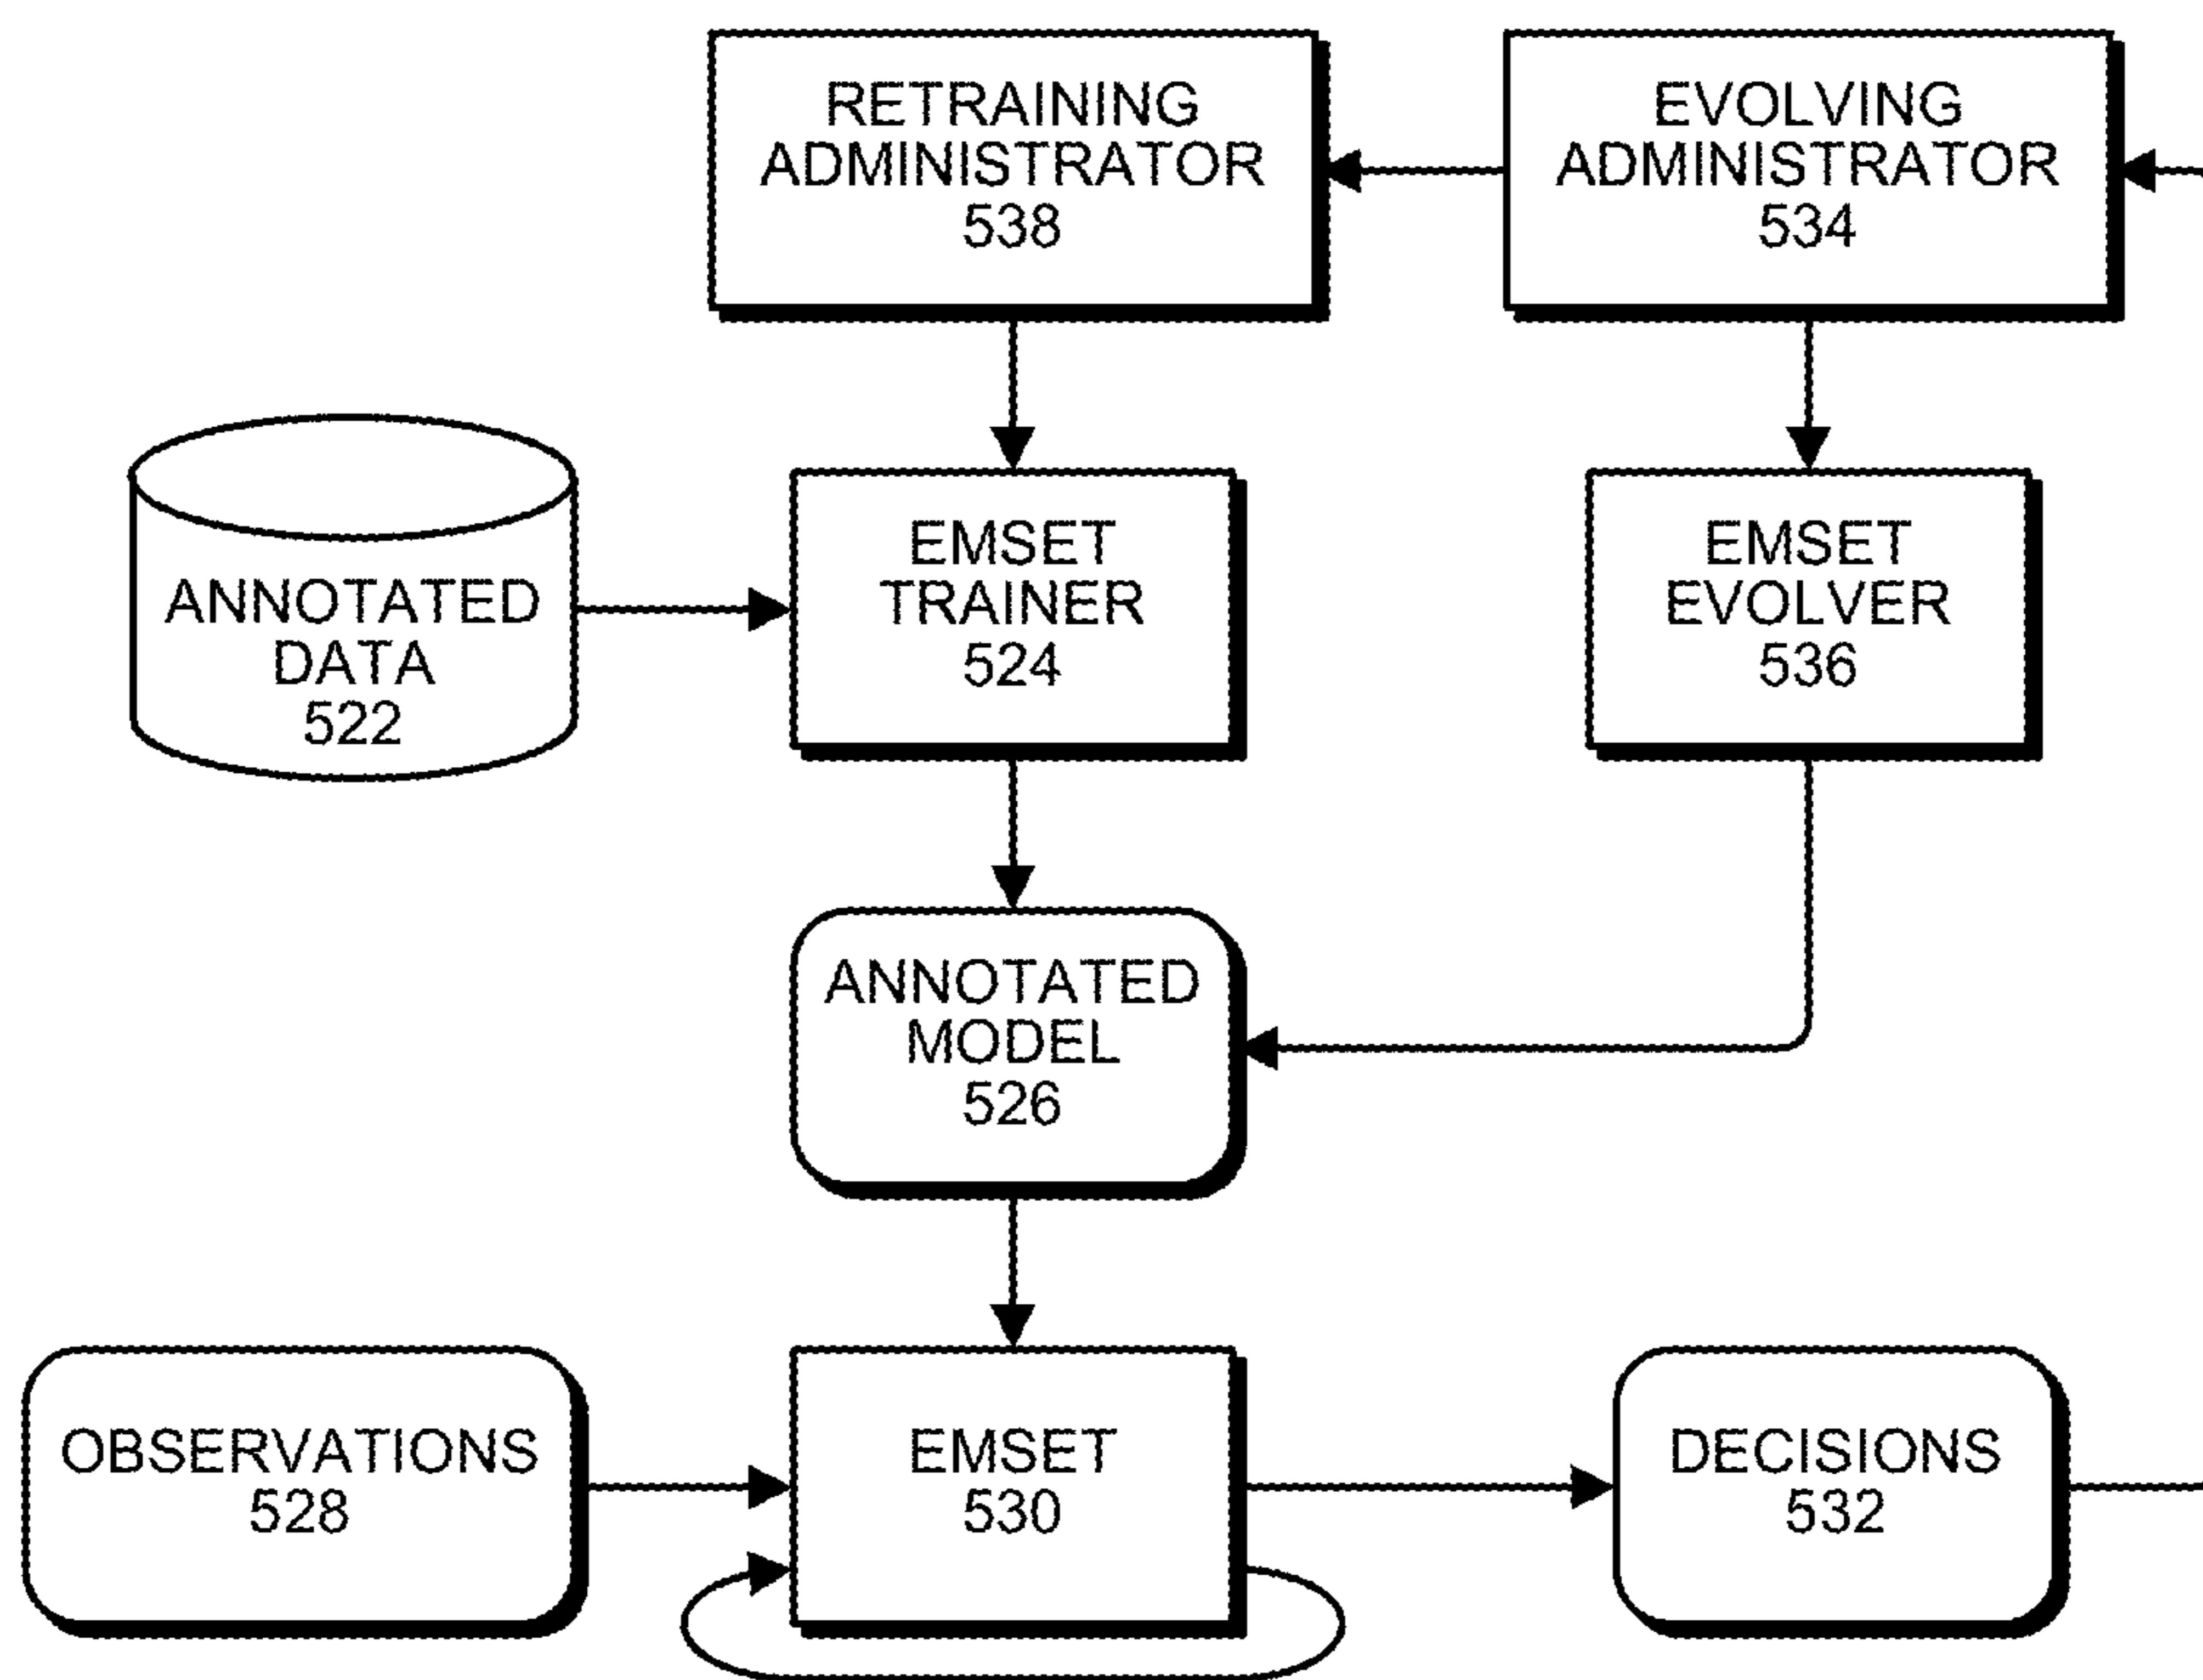 RETRAINING
ADMINISTRATOR
538
EVOLVING
ADMINISTRATOR
534
ANNOTATED
DATA
522
EMSET
TRAINER
524
EMSET
EVOLVER
536
ANNOTATED
MODEL
526
OBSERVATIONS
528
EMSET
530
DECISIONS
532